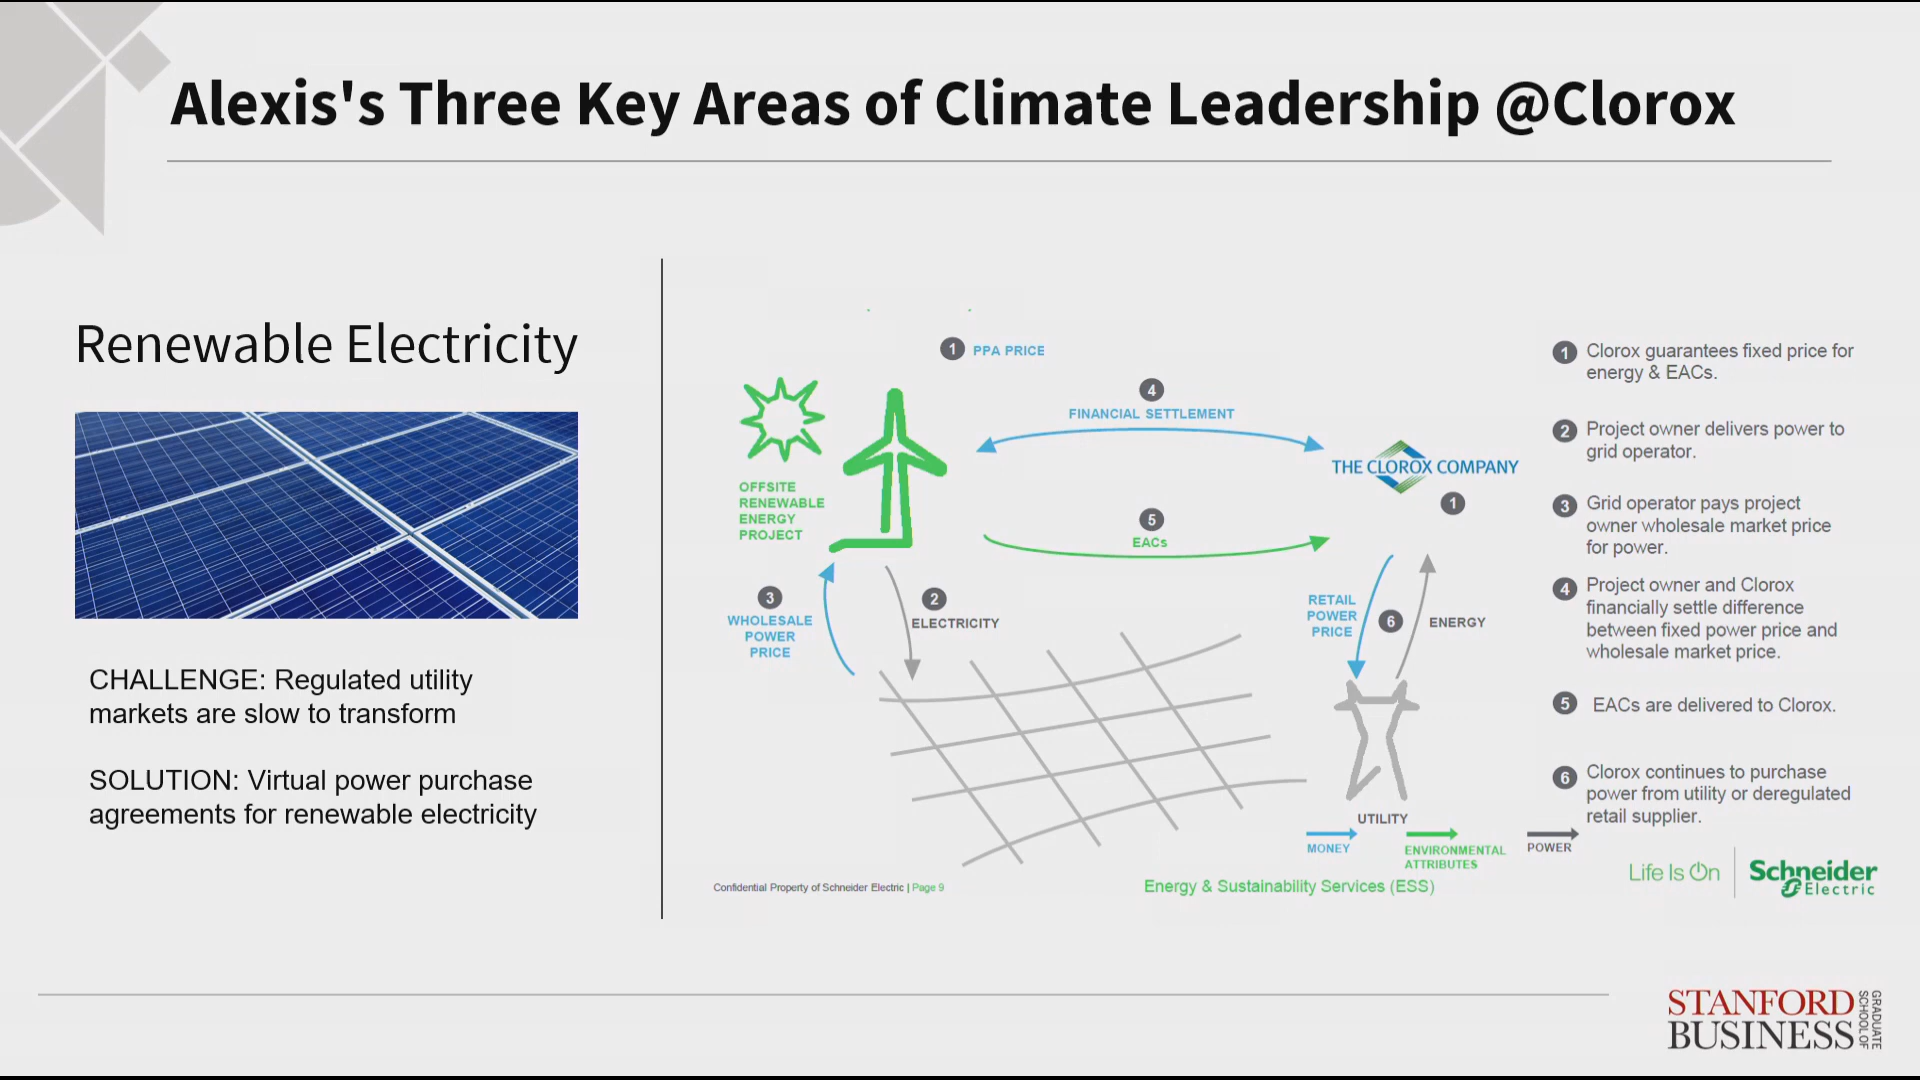 Alexis's Three Key Areas of Climate Leadership @Clorox
Renewable Electricity
CHALLENGE: Regulated utility
markets are slow to transform
SOLUTION: Virtual power purchase
agreements for renewable electricity
1 PPA PRICE
4
FINANCIAL SETTLEMENT
OFFSITE
RENEWABLE
ENERGY
PROJECT
THE CLOROX COMPANY
1
5
EACs
3
WHOLESALE
POWER
PRICE
2
ELECTRICITY
RETAIL
POWER
PRICE
6
ENERGY
UTILITY
MONEY
ENVIRONMENTAL
ATTRIBUTES
POWER
1 Clorox guarantees fixed price for
energy & EACs.
2 Project owner delivers power to
grid operator.
3 Grid operator pays project
owner wholesale market price
for power.
4 Project owner and Clorox
financially settle difference
between fixed power price and
wholesale market price.
5 EACs are delivered to Clorox.
6 Clorox continues to purchase
power from utility or deregulated
retail supplier.
Confidential Property of Schneider Electric | Page 9
Energy & Sustainability Services (ESS)
Life Is On
Schneider
Electric
STANFORD
BUSINESS
GRADUATE
SCHOOL OF